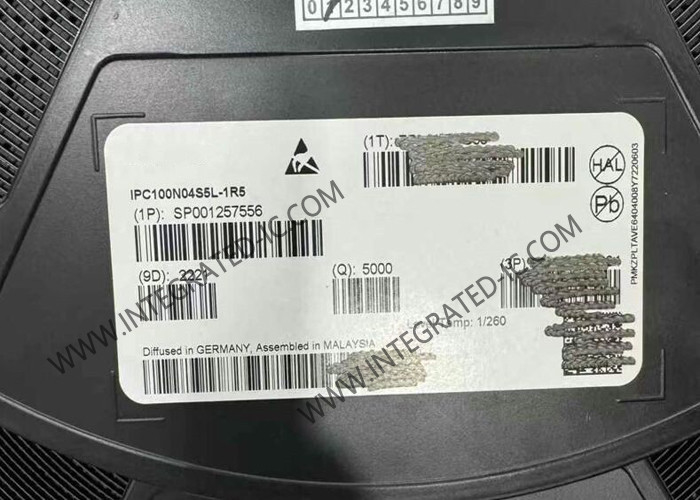 0 1 2 3 4 5 6 7 8 9
(1T):
HAL
Pb
IPC100N04S5L-1R5
(1P): SP001257556
(9D):
(Q): 5000
(3P)
Temp: 1/260
Diffused in GERMANY, Assembled in MALAYSIA
PMKZPLTAVE6404008Y7220603
WWW.INTEGRATED-IC.COM
WWW.INTEGRATED-IC.COM